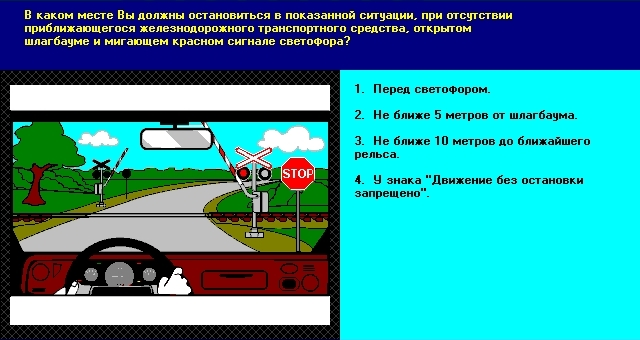 В каком месте Вы должны остановиться в показанной ситуации, при отсутствии
приближающегося железнодорожного транспортного средства, открытом
шлагбауме и мигающем красном сигнале светофора?
1. Перед светофором.
2. Не ближе 5 метров от шлагбаума.
3. Не ближе 10 метров до ближайшего
рельса.
4. У знака "Движение без остановки
запрещено".
STOP